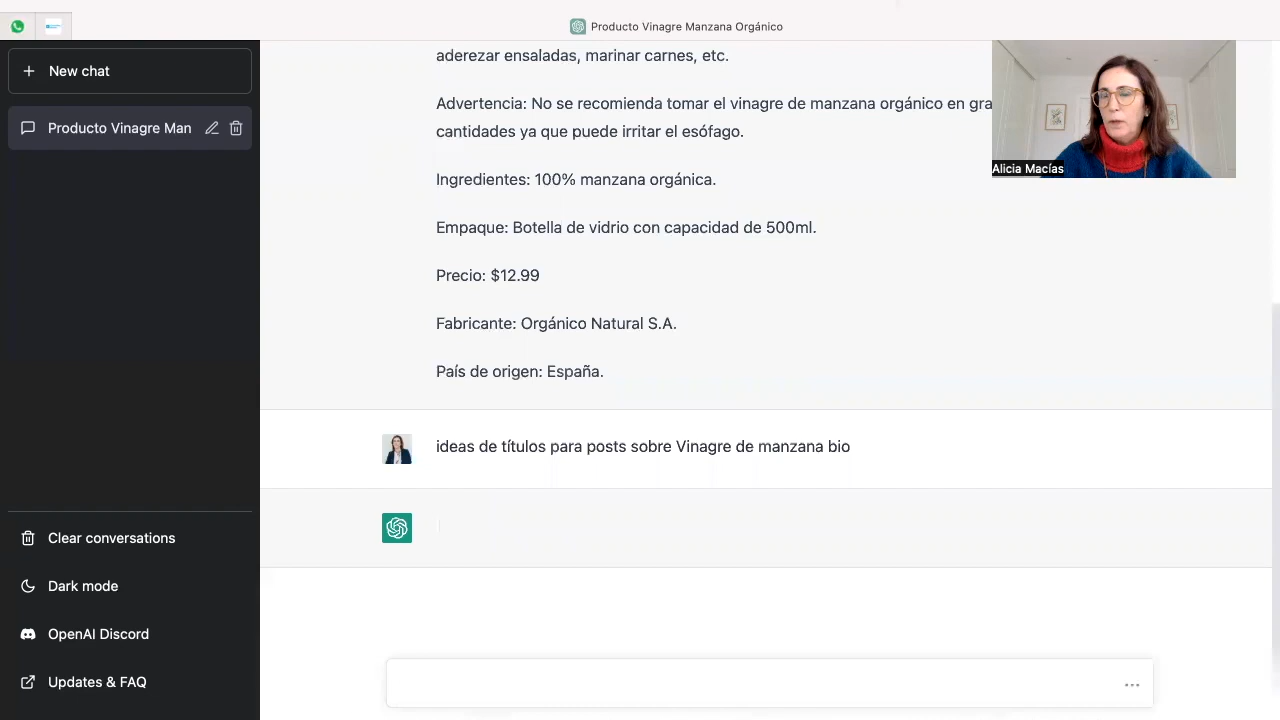 Producto Vinagre Manzana Orgánico
New chat
Producto Vinagre Man
aderezar ensaladas, marinar carnes, etc.
Advertencia: No se recomienda tomar el vinagre de manzana orgánico en gra
cantidades ya que puede irritar el esófago.
Ingredientes: 100% manzana orgánica.
Empaque: Botella de vidrio con capacidad de 500ml.
Precio: $12.99
Fabricante: Orgánico Natural S.A.
País de origen: España.
Alicia Macías
ideas de títulos para posts sobre Vinagre de manzana bio
Clear conversations
Dark mode
OpenAI Discord
Updates & FAQ